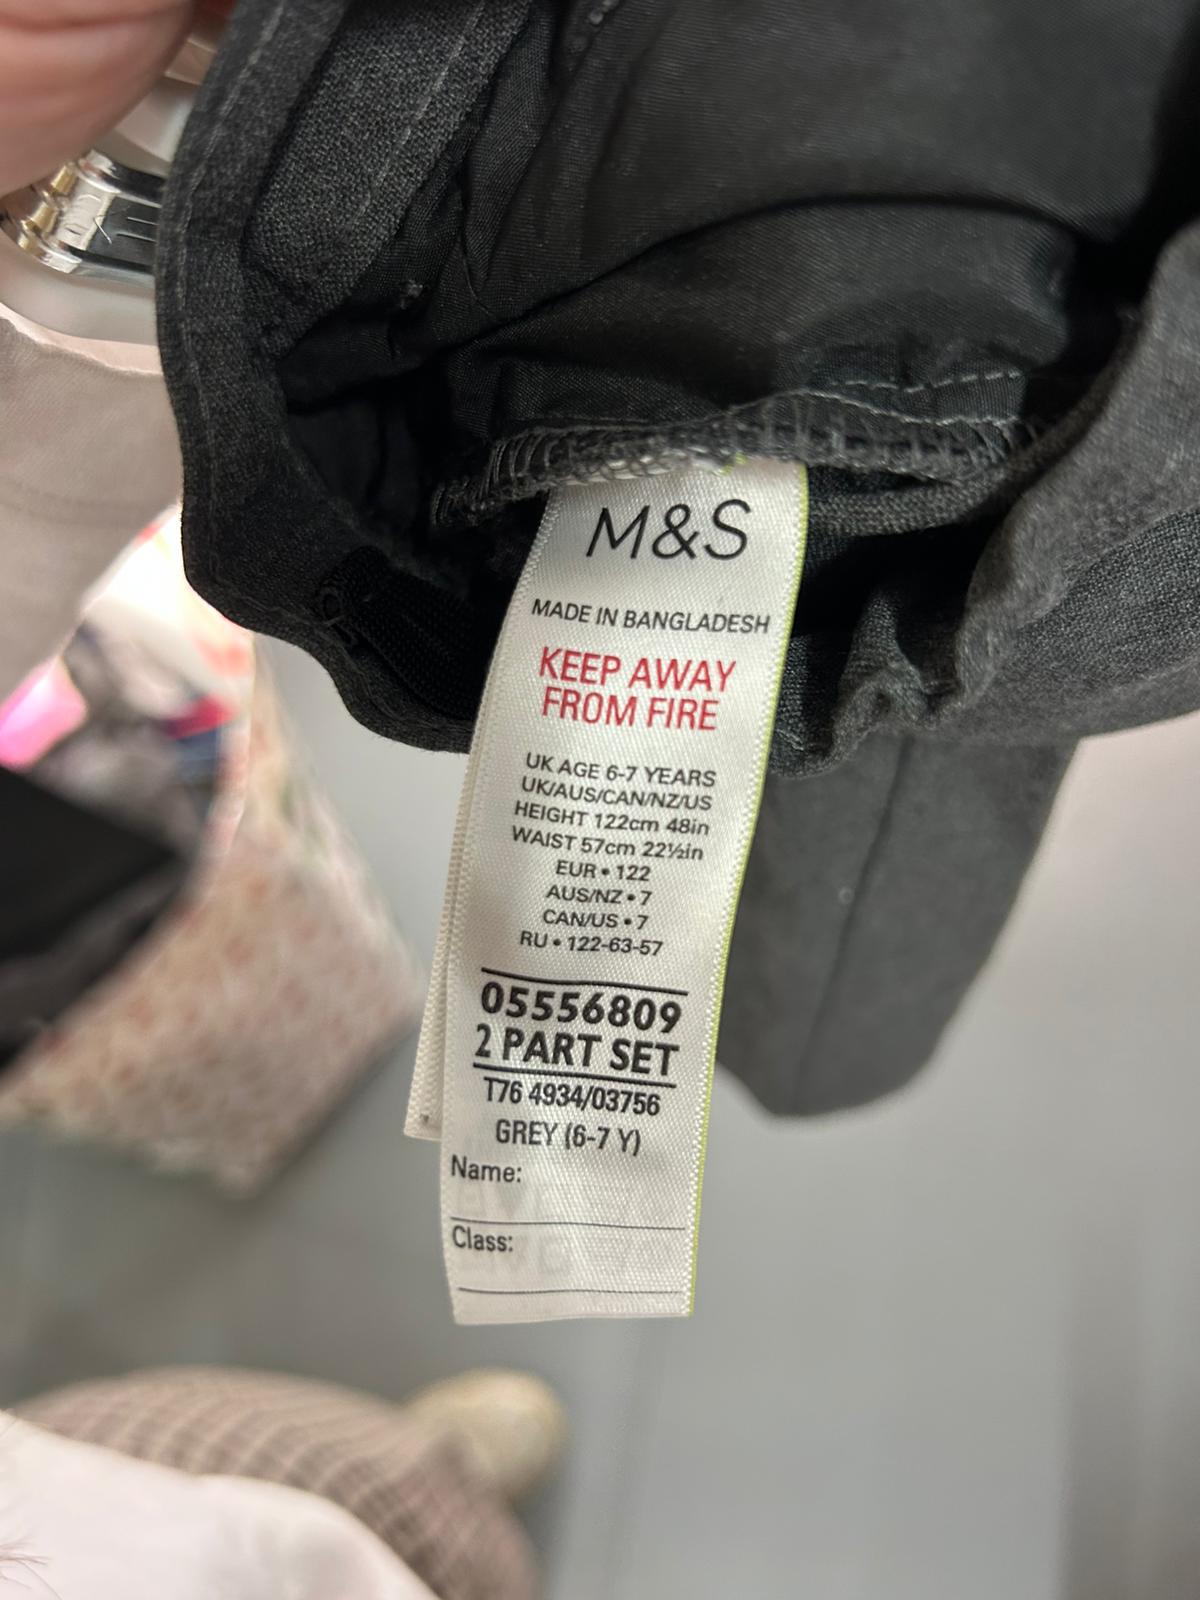 M&S
MADE IN BANGLADESH
KEEP AWAY
FROM FIRE
UK AGE 6-7 YEARS
UK/AUS/CAN/NZ/US
HEIGHT 122cm 48in
WAIST 57cm 22½in
EUR • 122
AUS/NZ • 7
CAN/US • 7
RU • 122-63-57
05556809
2 PART SET
T76 4934/03756
GREY (6-7 Y)
Name:
Class: